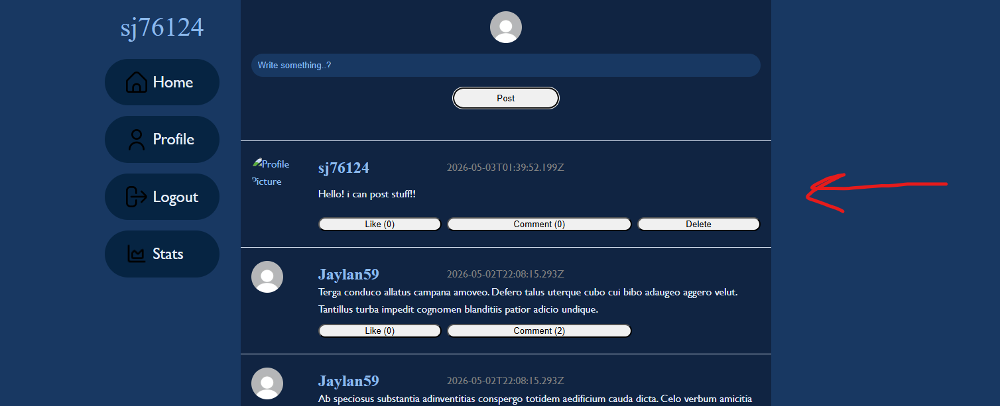 sj76124
Home
Profile
Logout
Stats
Write something..?
Post
Profile
Picture
sj76124 2026-05-03T01:39:52.199Z
Hello! i can post stuff!!
Like (0) Comment (0) Delete
Jaylan59 2026-05-02T22:08:15.293Z
Terga conduco allatus campana amoveo. Defero talus uterque cubo cui bibo adaugeo aggero velut.
Tantillus turba impedit cognomen blanditiis patior adicio undique.
Like (0) Comment (2)
Jaylan59 2026-05-02T22:08:15.293Z
Ab speciosus substantia adinventitias conspergo totidem aedificium cauda dicta. Celo verbum amicitia